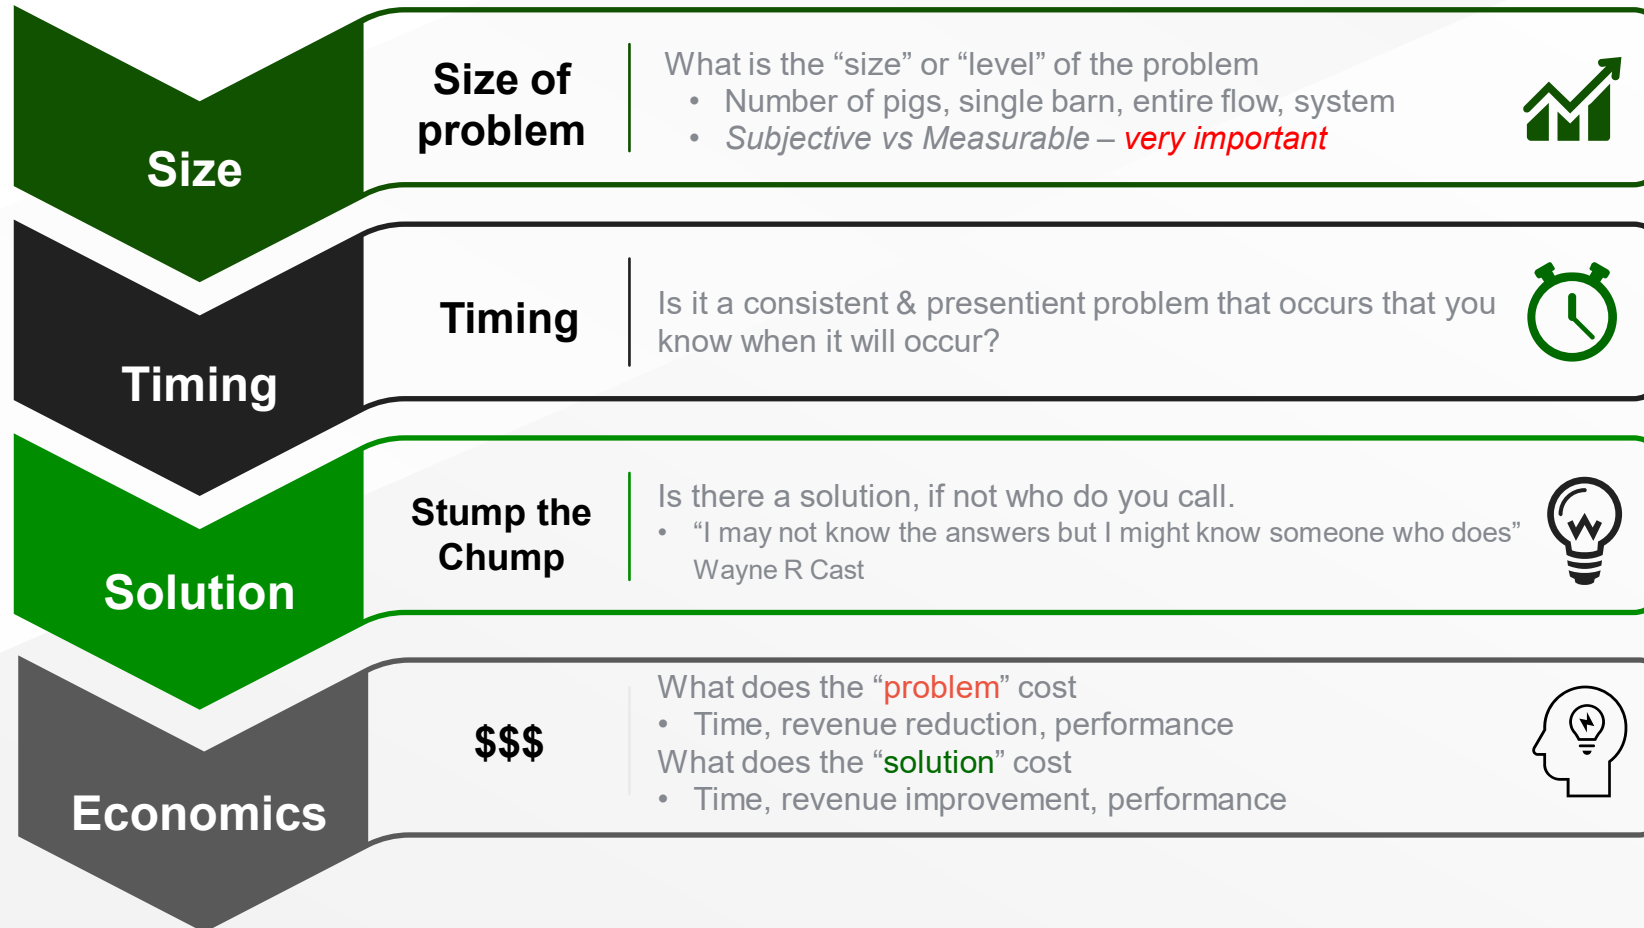 Size
Size of
problem
What is the “size” or “level” of the problem
• Number of pigs, single barn, entire flow, system
• Subjective vs Measurable – very important
Timing
Timing
Is it a consistent & presentient problem that occurs that you
know when it will occur?
Solution
Stump the
Chump
Is there a solution, if not who do you call.
• “I may not know the answers but I might know someone who does”
Wayne R Cast
Economics
$$$
What does the “problem” cost
• Time, revenue reduction, performance
What does the “solution” cost
• Time, revenue improvement, performance